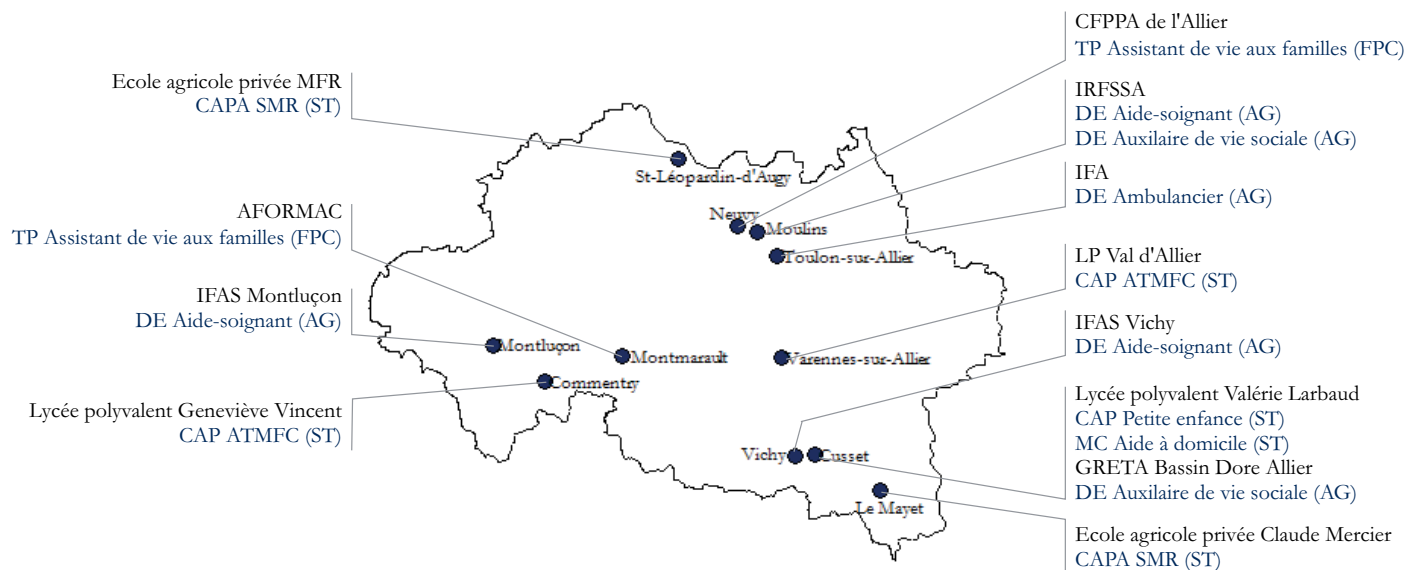 CFPPA de l'Allier
TP Assistant de vie aux familles (FPC)
Ecole agricole privée MFR
CAPA SMR (ST)
IRFSSA
DE Aide-soignant (AG)
DE Auxilaire de vie sociale (AG)
IFA
DE Ambulancier (AG)
St-Léopardin-d'Augy
AFORMAC
TP Assistant de vie aux familles (FPC)
Neuvy
Moulins
Toulon-sur-Allier
LP Val d'Allier
CAP ATMFC (ST)
IFAS Montluçon
DE Aide-soignant (AG)
IFAS Vichy
DE Aide-soignant (AG)
Montluçon
Montmarault
Varennes-sur-Allier
Commentry
Lycée polyvalent Geneviève Vincent
CAP ATMFC (ST)
Lycée polyvalent Valérie Larbaud
CAP Petite enfance (ST)
MC Aide à domicile (ST)
GRETA Bassin Dore Allier
DE Auxilaire de vie sociale (AG)
Vichy
Cusset
Le Mayet
Ecole agricole privée Claude Mercier
CAPA SMR (ST)